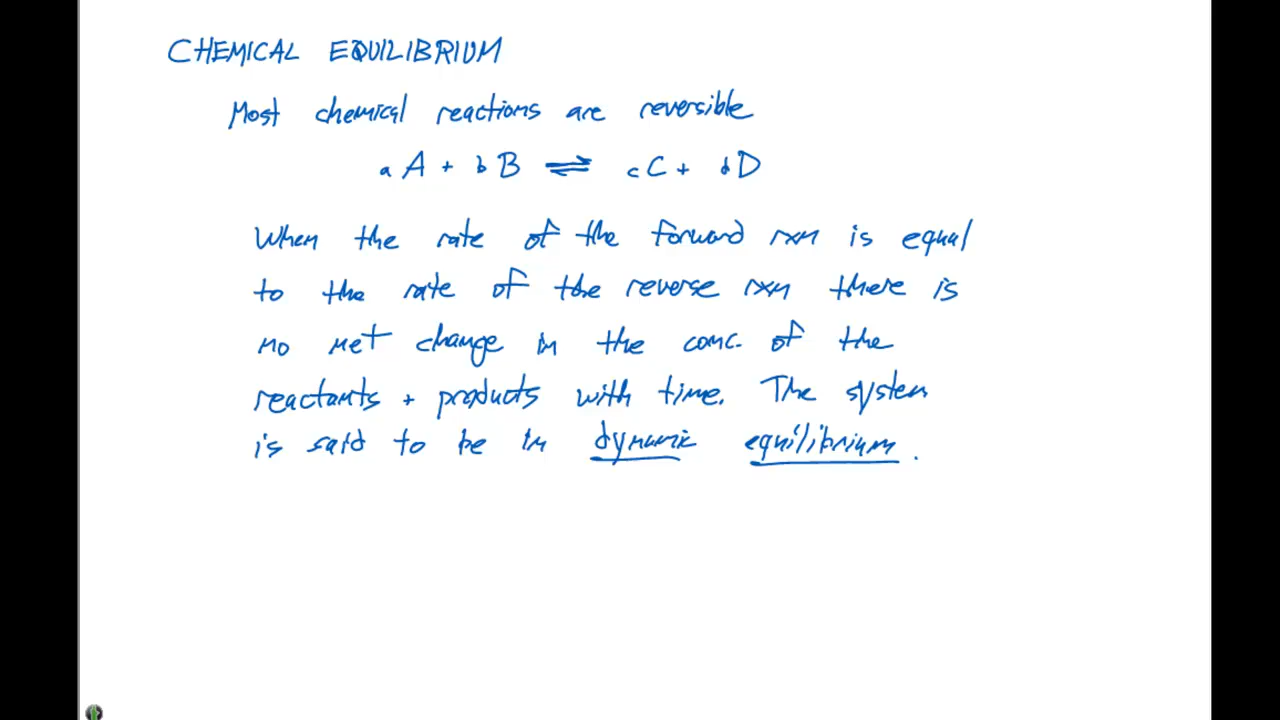 CHEMICAL EQUILIBRIUM
Most chemical reactions are reversible
aA + bB ⇌ cC + dD
When the rate of the forward rxn is equal
to the rate of the reverse rxn there is
no net change in the conc. of the
reactants + products with time. The system
is said to be in dynamic equilibrium.